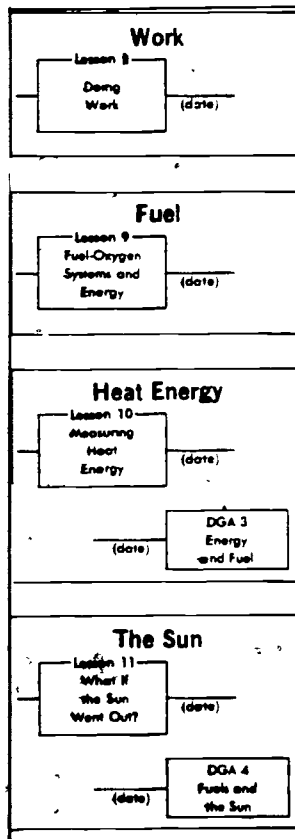 Work
Lesson 8
Doing
Work
(date)
Fuel
Lesson 9
Fuel-Oxygen
Systems and
Energy
(date)
Heat Energy
Lesson 10
Measuring
Heat
Energy
(date)
DGA 3
Energy
and Fuel
(date)
The Sun
Lesson 11
What If
the Sun
Went Out?
(date)
DGA 4
Fuels and
the Sun
(date)